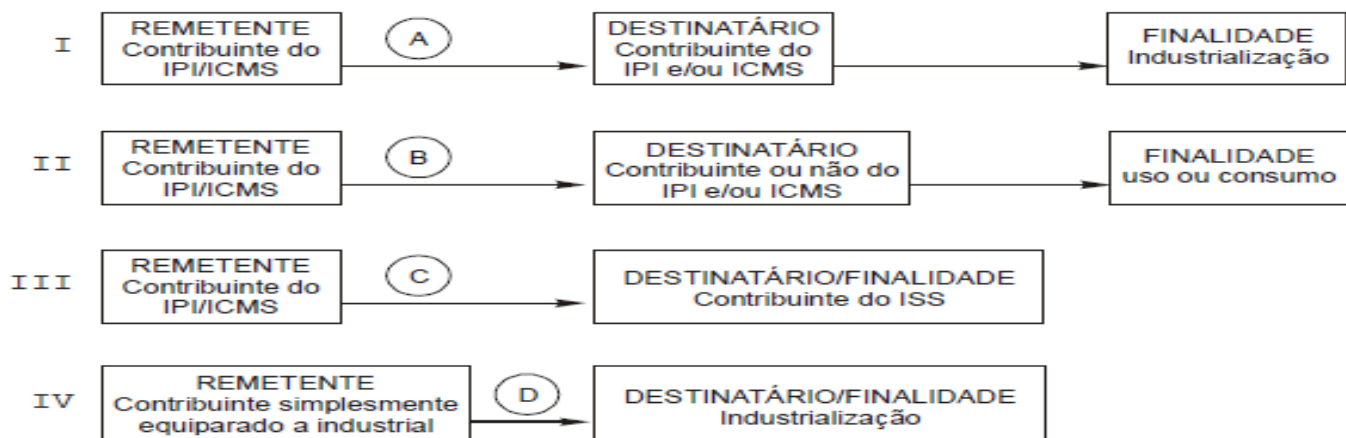 I
REMETENTE
Contribuinte do
IPI/ICMS
A
DESTINATÁRIO
Contribuinte do
IPI e/ou ICMS
FINALIDADE
Industrialização
II
REMETENTE
Contribuinte do
IPI/ICMS
B
DESTINATÁRIO
Contribuinte ou não do
IPI e/ou ICMS
FINALIDADE
uso ou consumo
III
REMETENTE
Contribuinte do
IPI/ICMS
C
DESTINATÁRIO/FINALIDADE
Contribuinte do ISS
IV
REMETENTE
Contribuinte simplesmente
equiparado a industrial
D
DESTINATÁRIO/FINALIDADE
Industrialização